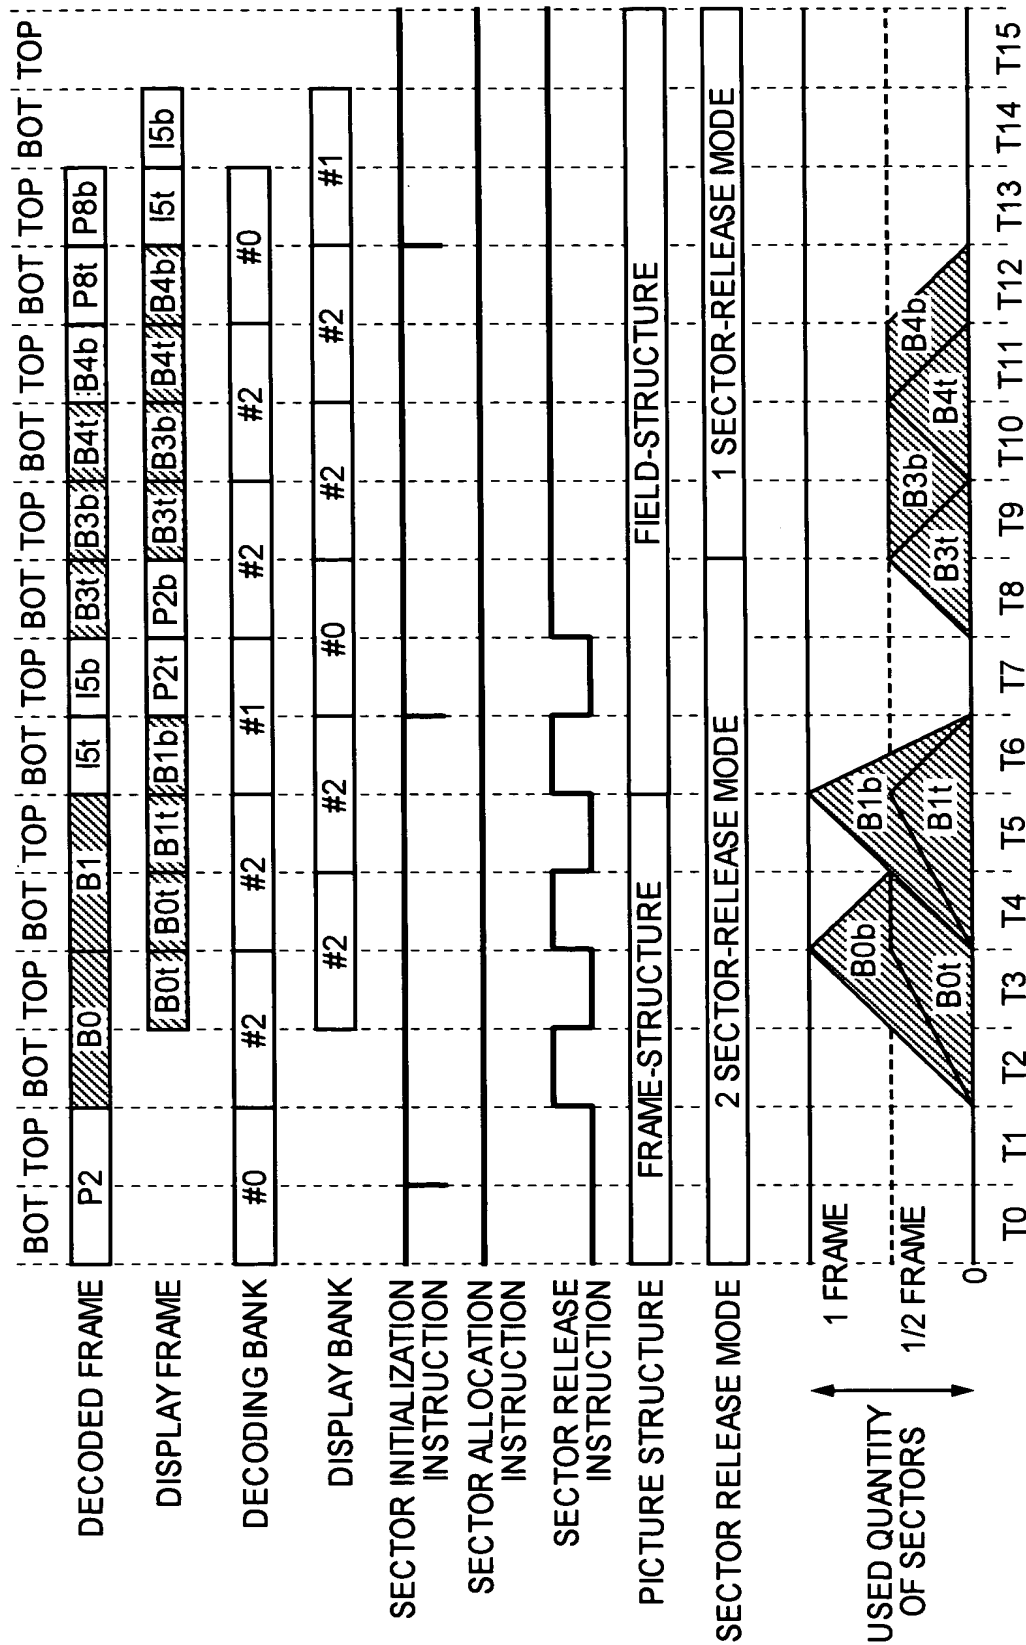 BOT TOP BOT TOP BOT TOP BOT TOP BOT TOP BOT TOP BOT TOP BOT TOP
DECODED FRAME P2 B0 B1 I5t I5b B3t B3b B4t B4b P8t P8b
DISPLAY FRAME B0t B0t B1t B1b P2t P2b B3t B3b B4t B4b I5t I5b
DECODING BANK #0 #2 #2 #1 #2 #2 #0
DISPLAY BANK #2 #2 #0 #2 #2 #1
SECTOR INITIALIZATION
INSTRUCTION
SECTOR ALLOCATION
INSTRUCTION
SECTOR RELEASE
INSTRUCTION
PICTURE STRUCTURE FRAME-STRUCTURE FIELD-STRUCTURE
SECTOR RELEASE MODE 2 SECTOR-RELEASE MODE 1 SECTOR-RELEASE MODE
USED QUANTITY
OF SECTORS
1 FRAME
1/2 FRAME
0
B0b B1b B4b
B0t B1t B3t B3b B4t
T0 T1 T2 T3 T4 T5 T6 T7 T8 T9 T10 T11 T12 T13 T14 T15